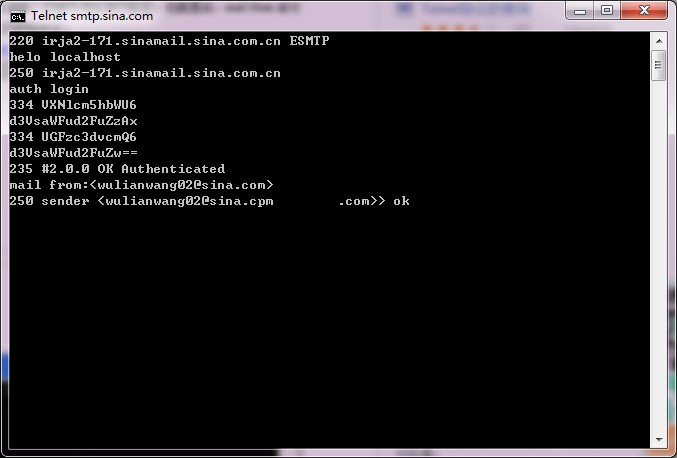 Telnet smtp.sina.com
220 irja2-171.sinamail.sina.com.cn ESMTP
helo localhost
250 irja2-171.sinamail.sina.com.cn
auth login
334 VXNlcm5hbWU6
d3VsaWFud2FuZzAx
334 UGFzc3dvcmQ6
d3VsaWFud2FuZw==
235 #2.0.0 OK Authenticated
mail from:<wulianwang02@sina.com>
250 sender <wulianwang02@sina.cpm        .com>> ok